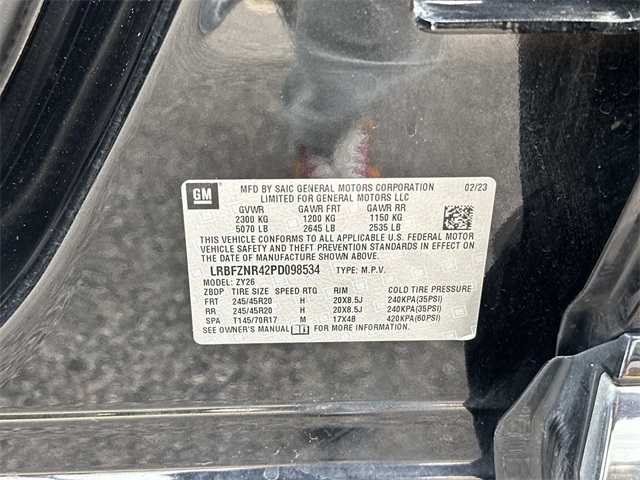 GM
MFD BY SAIC GENERAL MOTORS CORPORATION 02/23
LIMITED FOR GENERAL MOTORS LLC
GVWR GAWR FRT GAWR RR
2300 KG 1200 KG 1150 KG
5070 LB 2645 LB 2535 LB
THIS VEHICLE CONFORMS TO ALL APPLICABLE U.S. FEDERAL MOTOR
VEHICLE SAFETY AND THEFT PREVENTION STANDARDS IN EFFECT ON
THE DATE OF MANUFACTURE SHOWN ABOVE.
LRBFZNR42PD098534 TYPE: M.P.V.
MODEL: ZY26
ZBDP TIRE SIZE SPEED RTG RIM COLD TIRE PRESSURE
FRT 245/45R20 H 20X8.5J 240KPA(35PSI)
RR 245/45R20 H 20X8.5J 240KPA(35PSI)
SPA T145/70R17 M 17X4B 420KPA(60PSI)
SEE OWNER'S MANUAL FOR MORE INFORMATION.